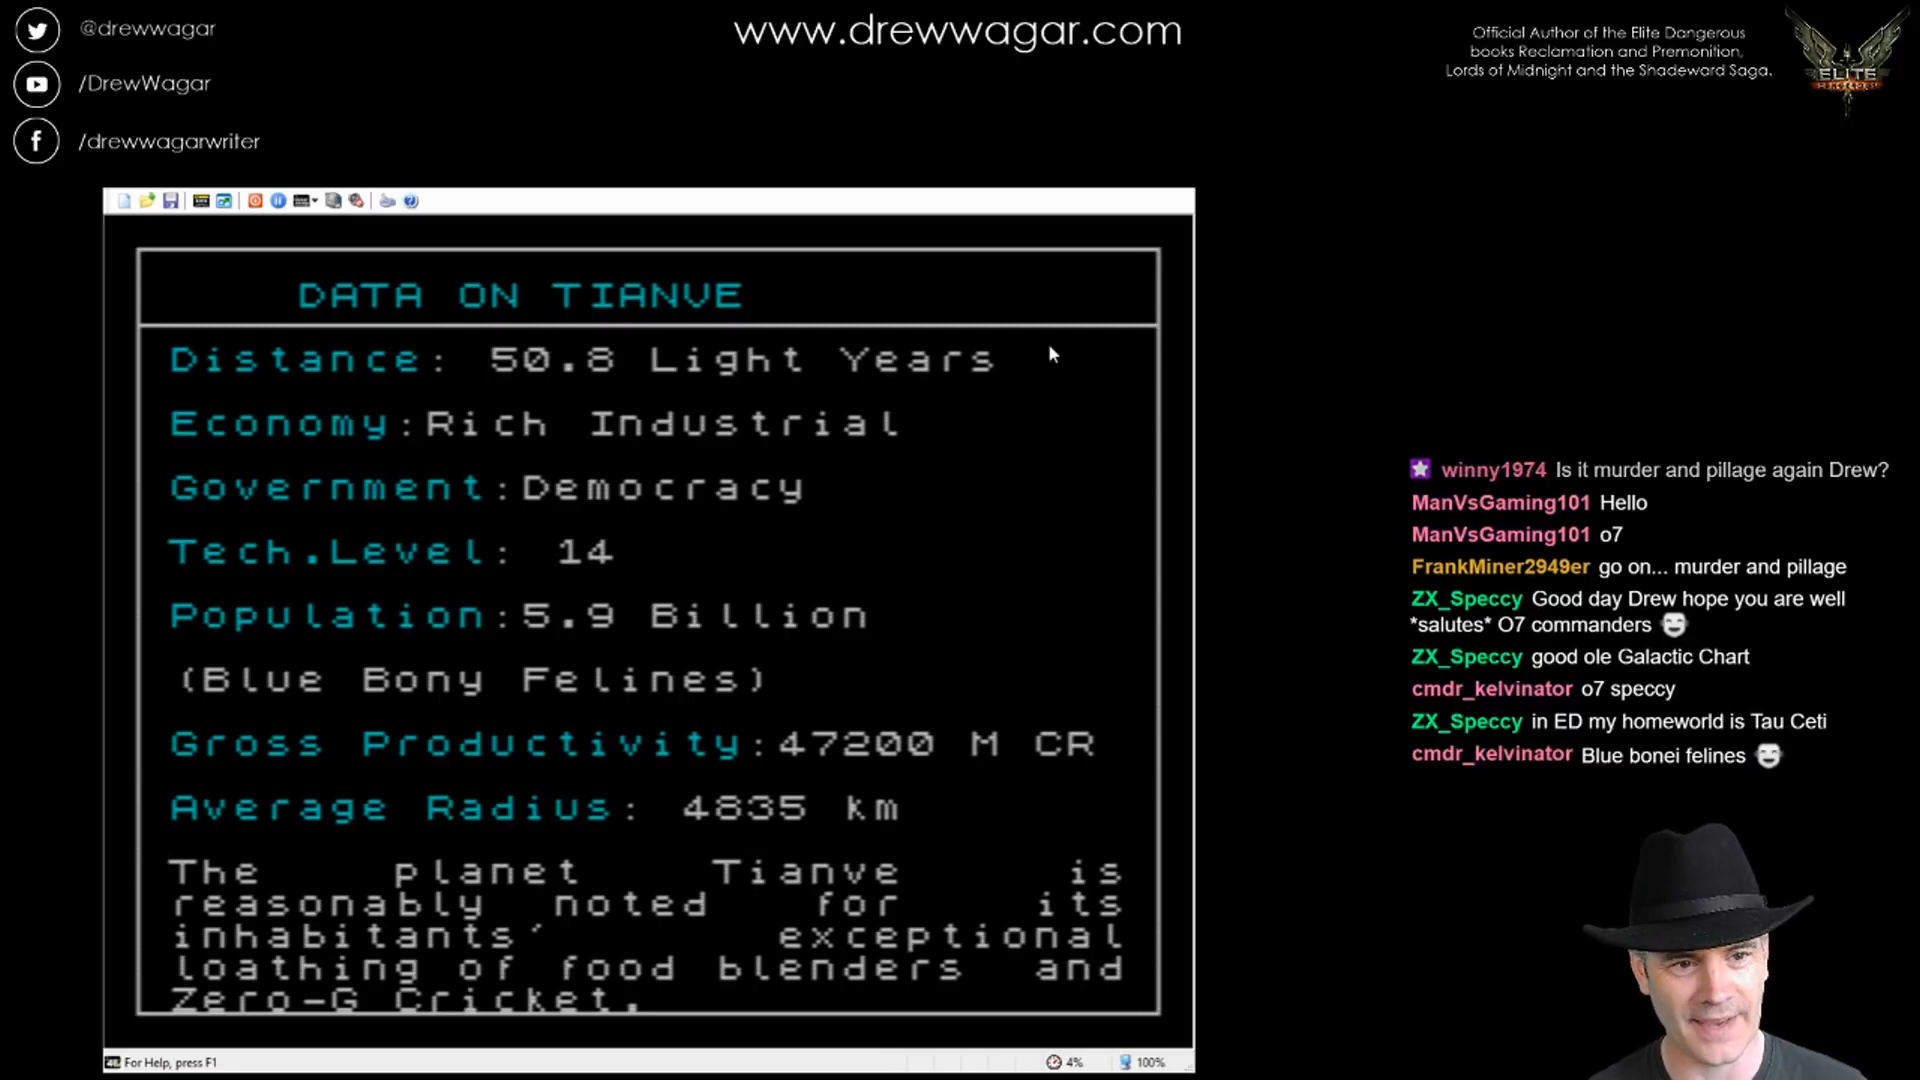 @drewwagar
/DrewWagar
/drewwagarwriter
www.drewwagar.com
Official Author of the Elite Dangerous
books Reclamation and Premonition,
Lords of Midnight and the Shadeward Saga.
ELITE
DANGEROUS
DATA ON TIANVE
Distance: 50.8 Light Years
Economy:Rich Industrial
Government:Democracy
Tech.Level: 14
Population:5.9 Billion
(Blue Bony Felines)
Gross Productivity:47200 M CR
Average Radius: 4835 km
The planet Tianve is
reasonably noted for its
inhabitants´ exceptional
loathing of food blenders and
Zero-G Cricket.
For Help, press F1
4%
100%
winny1974 Is it murder and pillage again Drew?
ManVsGaming101 Hello
ManVsGaming101 o7
FrankMiner2949er go on... murder and pillage
ZX_Speccy Good day Drew hope you are well
*salutes* O7 commanders
ZX_Speccy good ole Galactic Chart
cmdr_kelvinator o7 speccy
ZX_Speccy in ED my homeworld is Tau Ceti
cmdr_kelvinator Blue bonei felines